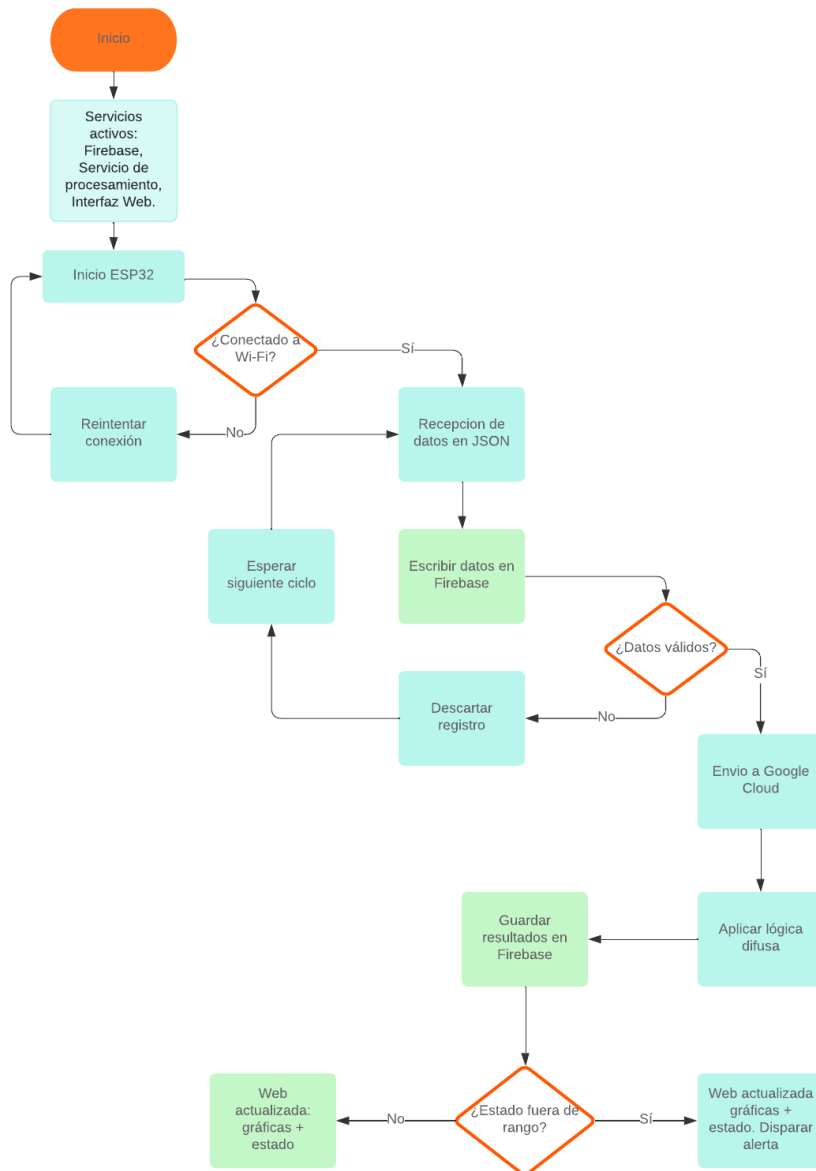 Inicio
Servicios
activos:
Firebase,
Servicio de
procesamiento,
Interfaz Web.
Inicio ESP32
¿Conectado a
Wi-Fi?
Sí
No
Reintentar
conexión
Recepcion de
datos en JSON
Esperar
siguiente ciclo
Escribir datos en
Firebase
¿Datos válidos?
Sí
No
Descartar
registro
Envio a Google
Cloud
Guardar
resultados en
Firebase
Aplicar lógica
difusa
Web
actualizada:
gráficas +
estado
No
¿Estado fuera de
rango?
Sí
Web actualizada
gráficas +
estado. Disparar
alerta